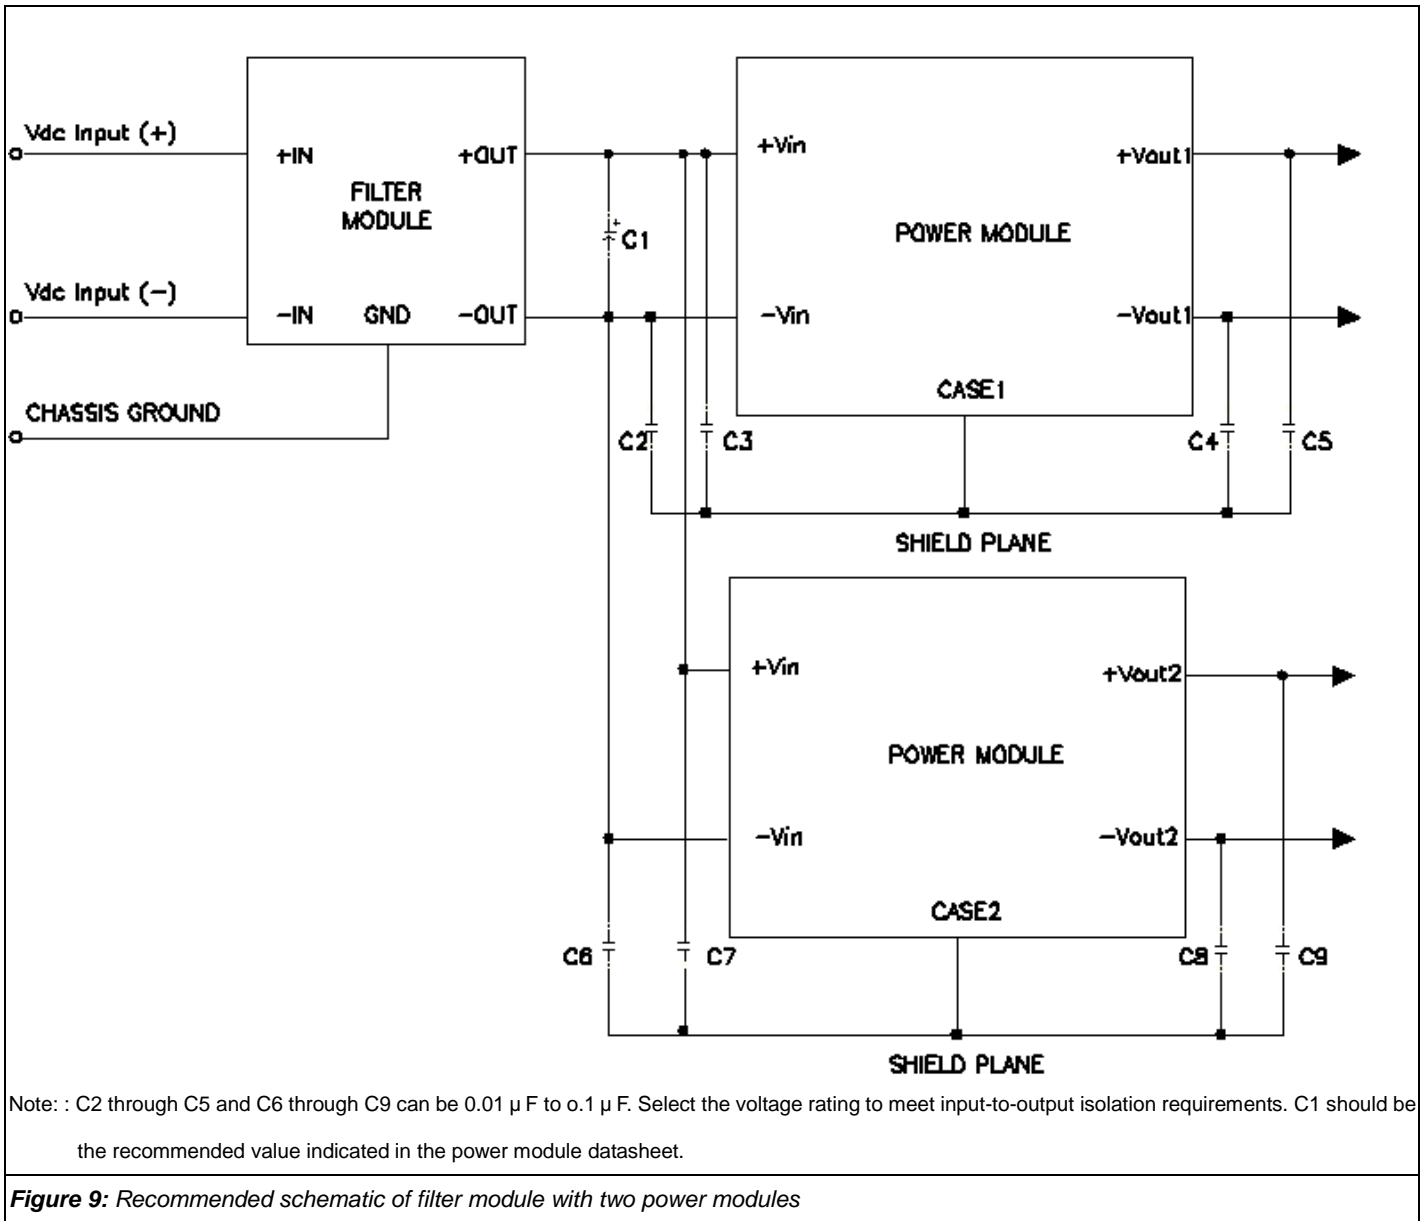 Vdc Input (+)
+IN
+OUT
FILTER
MODULE
Vdc Input (−)
−IN
GND
−OUT
CHASSIS GROUND
+
C1
+Vin
+Vout1
POWER MODULE
−Vin
−Vout1
CASE1
C2
C3
C4
C5
SHIELD PLANE
+Vin
+Vout2
POWER MODULE
−Vin
−Vout2
CASE2
C6
C7
C8
C9
SHIELD PLANE
Note: : C2 through C5 and C6 through C9 can be 0.01 µ F to o.1 µ F. Select the voltage rating to meet input-to-output isolation requirements. C1 should be
the recommended value indicated in the power module datasheet.
Figure 9: Recommended schematic of filter module with two power modules